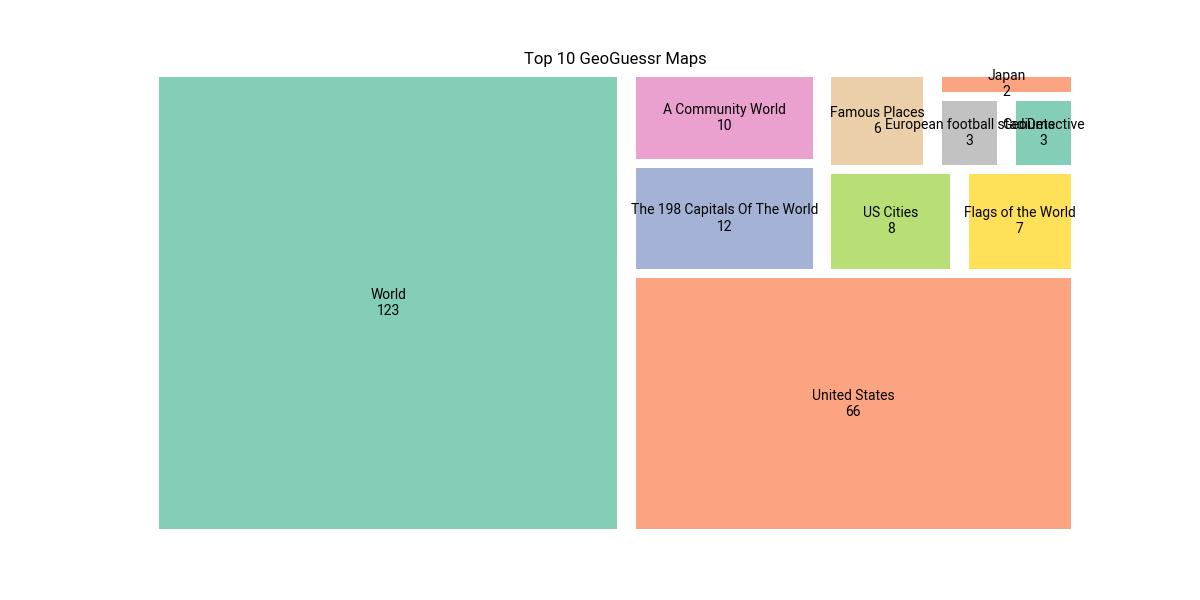 Top 10 GeoGuessr Maps
World
123
A Community World
10
The 198 Capitals Of The World
12
United States
66
Famous Places
6
US Cities
8
Flags of the World
7
European football stadiums
3
GeoDetective
3
Japan
2